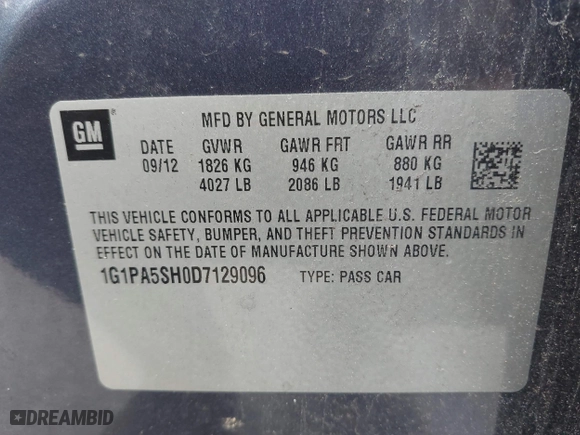 GM
MFD BY GENERAL MOTORS LLC
DATE GVWR GAWR FRT GAWR RR
09/12 1826 KG 946 KG 880 KG
4027 LB 2086 LB 1941 LB
THIS VEHICLE CONFORMS TO ALL APPLICABLE U.S. FEDERAL MOTOR
VEHICLE SAFETY, BUMPER, AND THEFT PREVENTION STANDARDS IN
EFFECT ON THE DATE OF MANUFACTURE SHOWN ABOVE.
1G1PA5SH0D7129096 TYPE: PASS CAR
DREAMBID